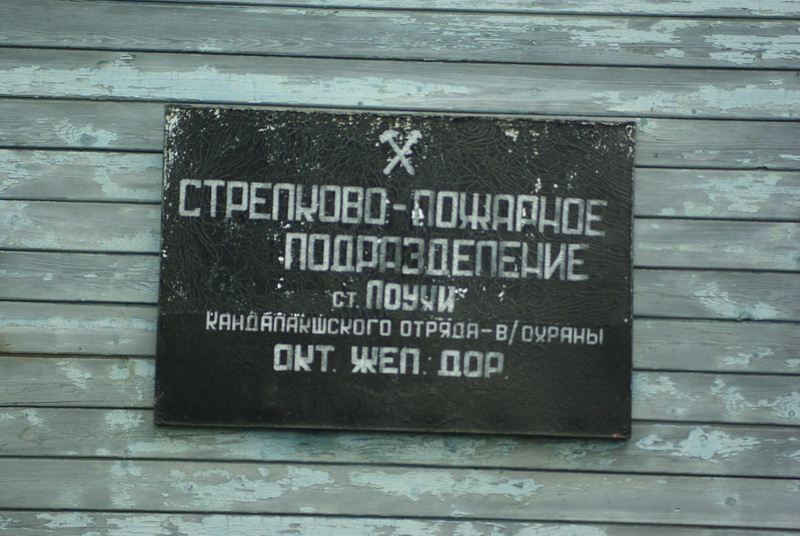 СТРЕЛКОВО-ПОЖАРНОЕ
ПОДРАЗДЕЛЕНИЕ
СТ. ЛОУХИ
КАНДАЛАКШСКОГО ОТРЯДА-В/ОХРАНЫ
ОКТ. ЖЕЛ. ДОР.